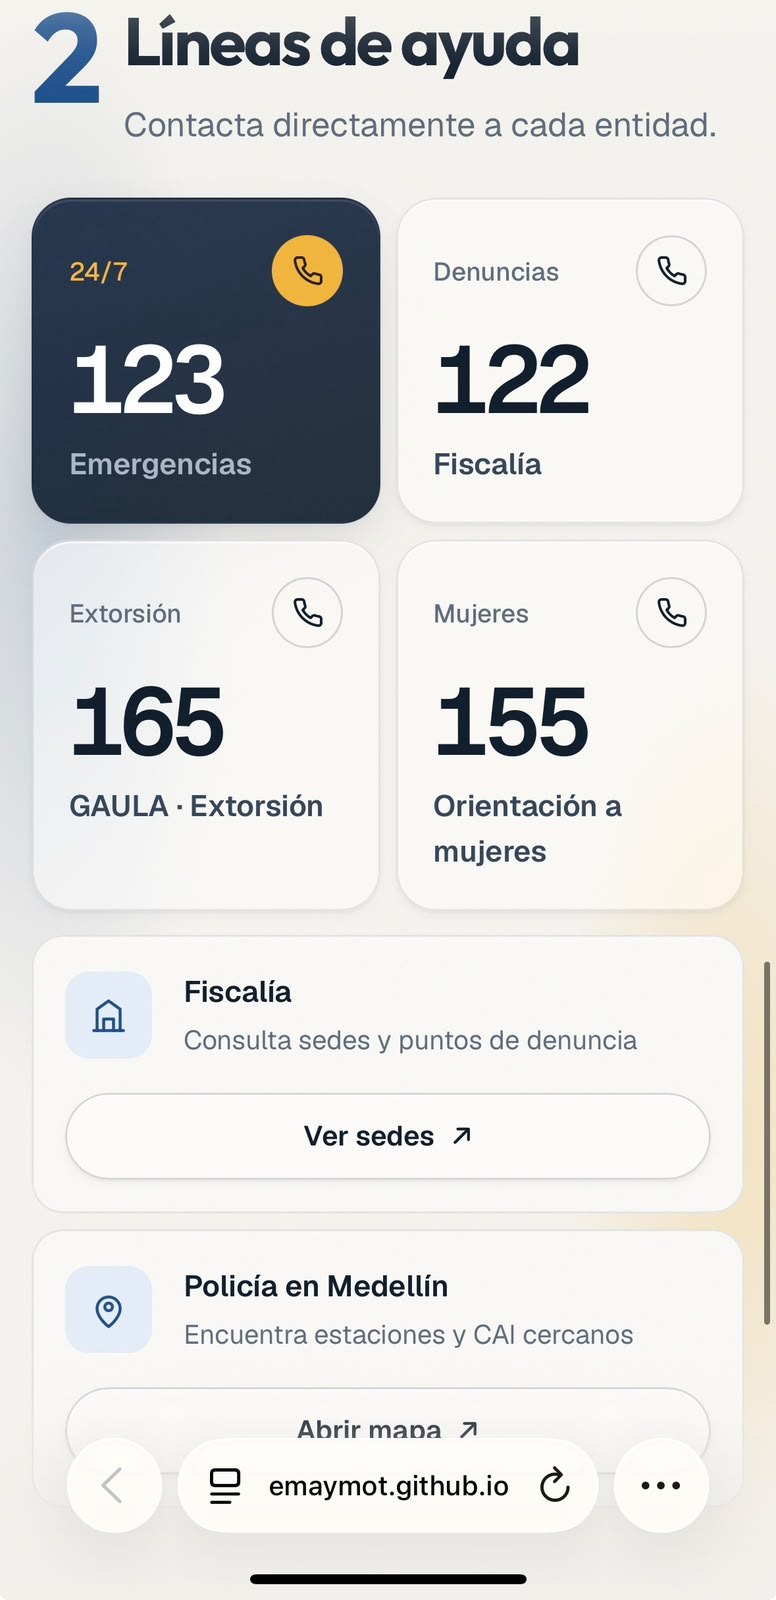 2 Líneas de ayuda
Contacta directamente a cada entidad.
24/7
123
Emergencias
Denuncias
122
Fiscalía
Extorsión
165
GAULA · Extorsión
Mujeres
155
Orientación a
mujeres
Fiscalía
Consulta sedes y puntos de denuncia
Ver sedes ↗
Policía en Medellín
Encuentra estaciones y CAI cercanos
Abrir mapa ↗
emaymot.github.io